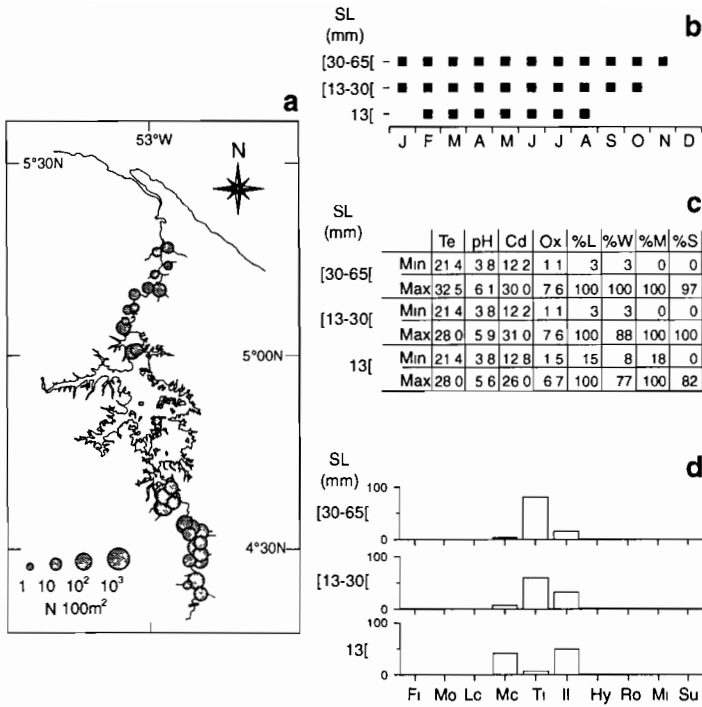 a
53°W
5°30N
N
5°00N
4°30N
1 10 10² 10³
N 100m²
b
SL
(mm)
[30-65[
[13-30[
13[
J F M A M J J A S O N D
c
SL
(mm)
Te pH Cd Ox %L %W %M %S
[30-65[
Min 21 4 3 8 12 2 1 1 3 3 0 0
Max 32 5 6 1 30 0 7 6 100 100 100 97
[13-30[
Min 21 4 3 8 12 2 1 1 3 3 0 0
Max 28 0 5 9 31 0 7 6 100 88 100 100
13[
Min 21 4 3 8 12 8 1 5 15 8 18 0
Max 28 0 5 6 26 0 6 7 100 77 100 82
d
SL
(mm)
100
[30-65[
0
100
[13-30[
0
100
13[
0
Fi Mo Lc Mc Ti Il Hy Ro Mi Su